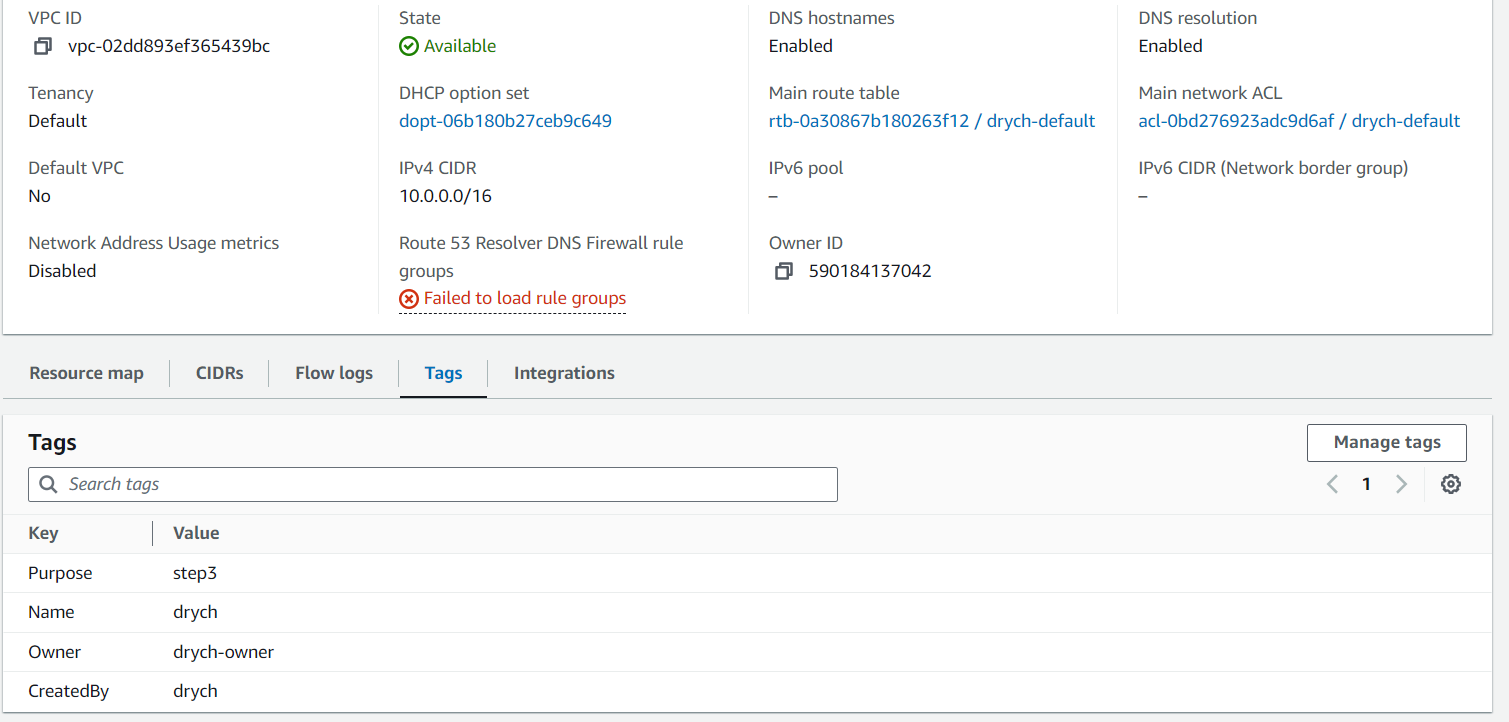 VPC ID
vpc-02dd893ef365439bc
State
Available
DNS hostnames
Enabled
DNS resolution
Enabled
Tenancy
Default
DHCP option set
dopt-06b180b27ceb9c649
Main route table
rtb-0a30867b180263f12 / drych-default
Main network ACL
acl-0bd276923adc9d6af / drych-default
Default VPC
No
IPv4 CIDR
10.0.0.0/16
IPv6 pool
–
IPv6 CIDR (Network border group)
–
Network Address Usage metrics
Disabled
Route 53 Resolver DNS Firewall rule
groups
Failed to load rule groups
Owner ID
590184137042
Resource map
CIDRs
Flow logs
Tags
Integrations
Tags
Manage tags
Search tags
1
Key Value
Purpose step3
Name drych
Owner drych-owner
CreatedBy drych